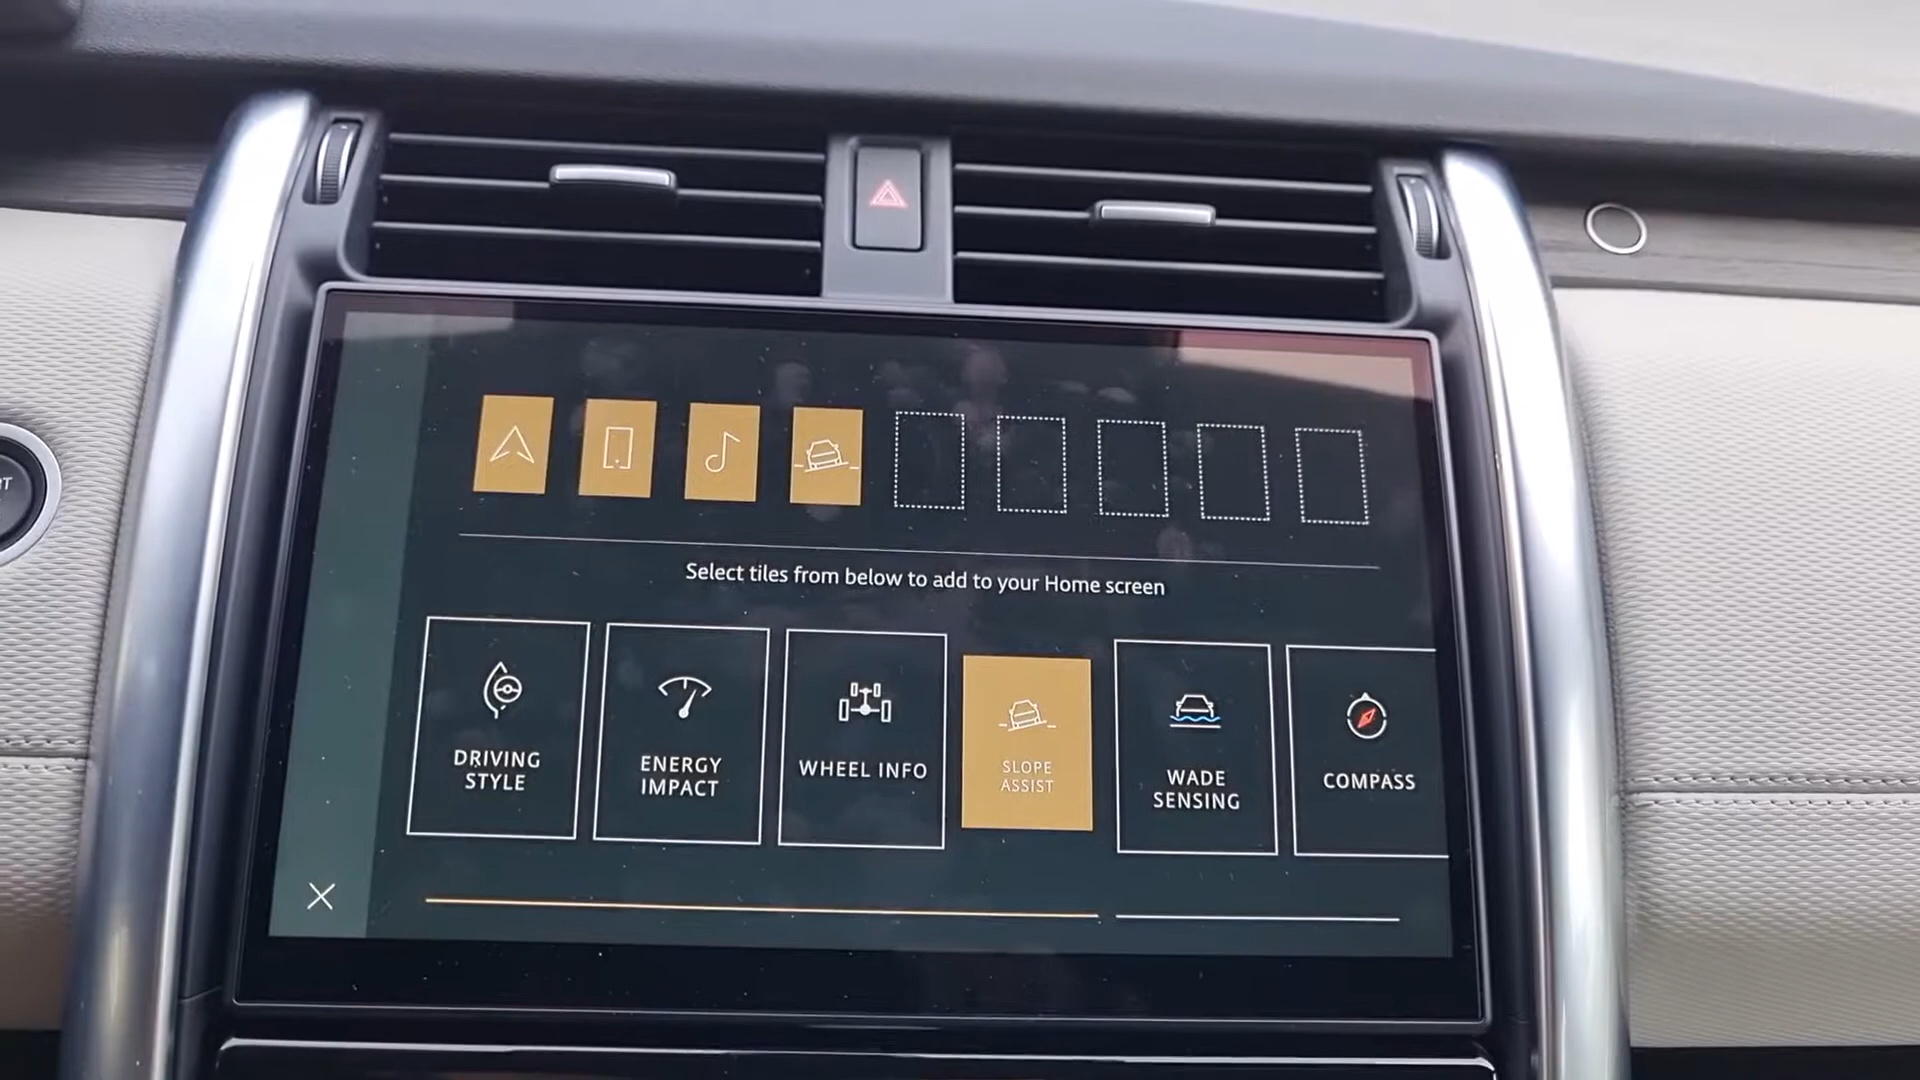 Select tiles from below to add to your Home screen
DRIVING
STYLE
ENERGY
IMPACT
WHEEL INFO
SLOPE
ASSIST
WADE
SENSING
COMPASS